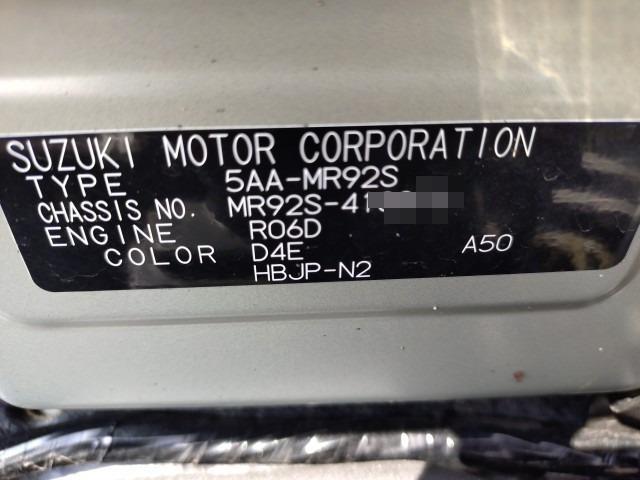 SUZUKI MOTOR CORPORATION
TYPE 5AA-MR92S
CHASSIS NO. MR92S-41
ENGINE R06D
COLOR D4E A50
HBJP-N2